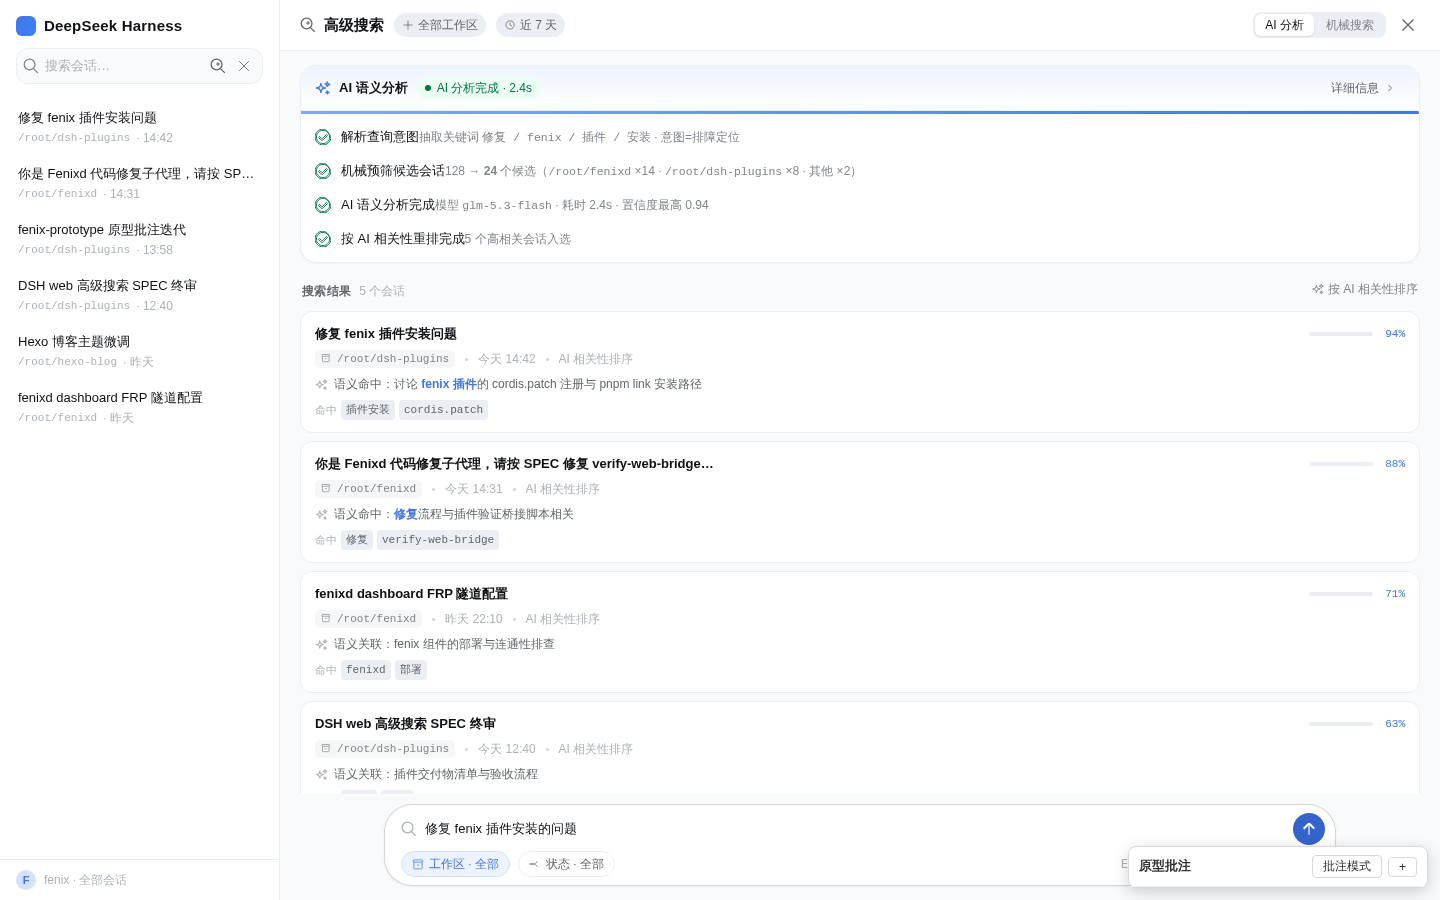 DeepSeek Harness
搜索会话…
修复 fenix 插件安装问题
/root/dsh-plugins · 14:42
你是 Fenixd 代码修复子代理，请按 SP…
/root/fenixd · 14:31
fenix-prototype 原型批注迭代
/root/dsh-plugins · 13:58
DSH web 高级搜索 SPEC 终审
/root/dsh-plugins · 12:40
Hexo 博客主题微调
/root/hexo-blog · 昨天
fenixd dashboard FRP 隧道配置
/root/fenixd · 昨天
F fenix · 全部会话
高级搜索 全部工作区 近 7 天 AI 分析 机械搜索
AI 语义分析 AI 分析完成 · 2.4s 详细信息
解析查询意图抽取关键词 修复 / fenix / 插件 / 安装 · 意图=排障定位
机械预筛候选会话128 → 24 个候选（/root/fenixd ×14 · /root/dsh-plugins ×8 · 其他 ×2）
AI 语义分析完成模型 glm-5.3-flash · 耗时 2.4s · 置信度最高 0.94
按 AI 相关性重排完成5 个高相关会话入选
搜索结果 5 个会话 按 AI 相关性排序
修复 fenix 插件安装问题 94%
/root/dsh-plugins • 今天 14:42 • AI 相关性排序
语义命中：讨论 fenix 插件的 cordis.patch 注册与 pnpm link 安装路径
命中 插件安装 cordis.patch
你是 Fenixd 代码修复子代理，请按 SPEC 修复 verify-web-bridge… 88%
/root/fenixd • 今天 14:31 • AI 相关性排序
语义命中：修复流程与插件验证桥接脚本相关
命中 修复 verify-web-bridge
fenixd dashboard FRP 隧道配置 71%
/root/fenixd • 昨天 22:10 • AI 相关性排序
语义关联：fenix 组件的部署与连通性排查
命中 fenixd 部署
DSH web 高级搜索 SPEC 终审 63%
/root/dsh-plugins • 今天 12:40 • AI 相关性排序
语义关联：插件交付物清单与验收流程
修复 fenix 插件安装的问题
工作区 · 全部 状态 · 全部
原型批注 批注模式 +